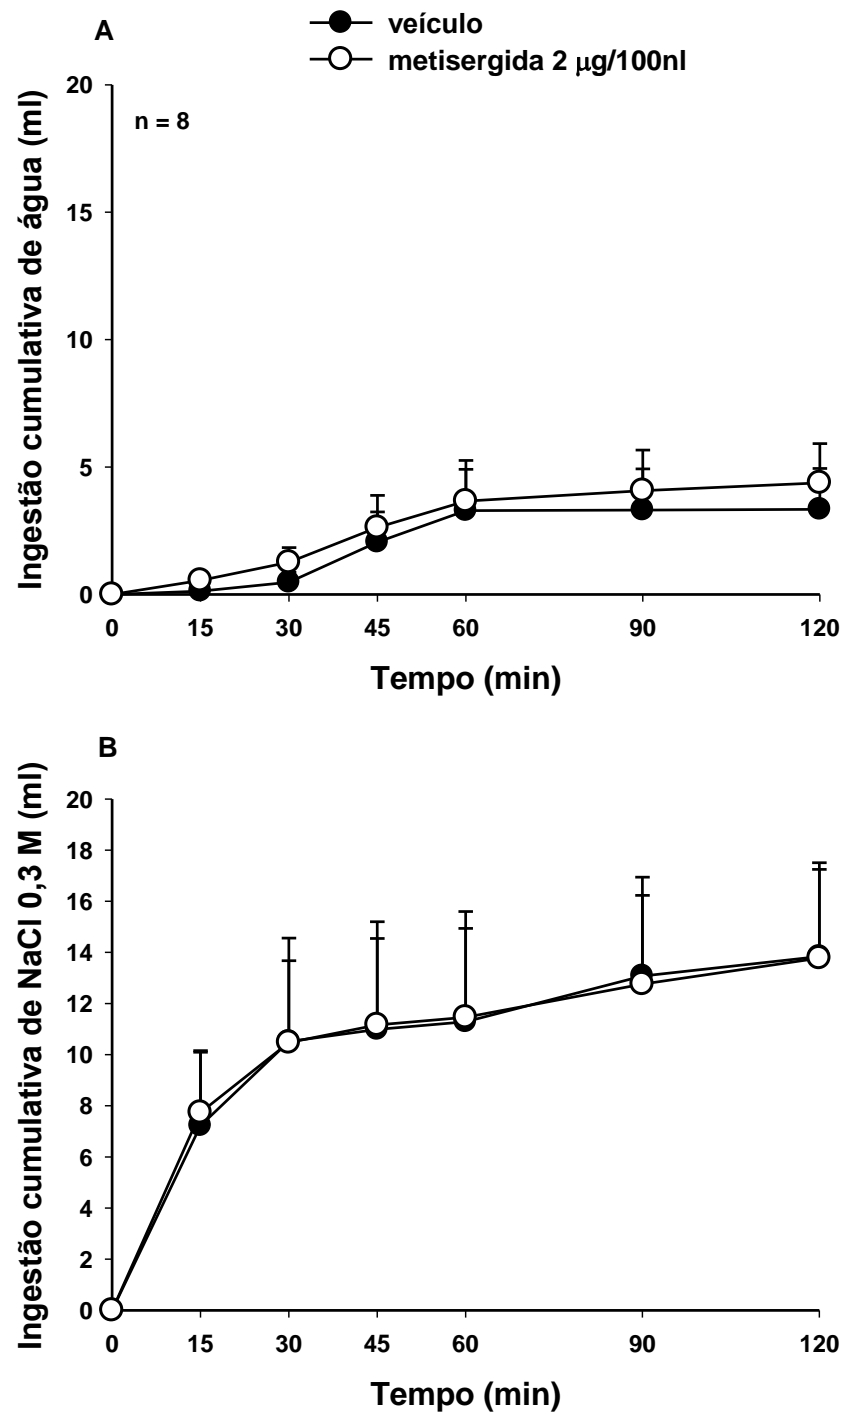 A
veículo
metisergida 2 μg/100nl
n = 8
Ingestão cumulativa de água (ml)
20
15
10
5
0
0 15 30 45 60 90 120
Tempo (min)
B
Ingestão cumulativa de NaCl 0,3 M (ml)
20
18
16
14
12
10
8
6
4
2
0
0 15 30 45 60 90 120
Tempo (min)